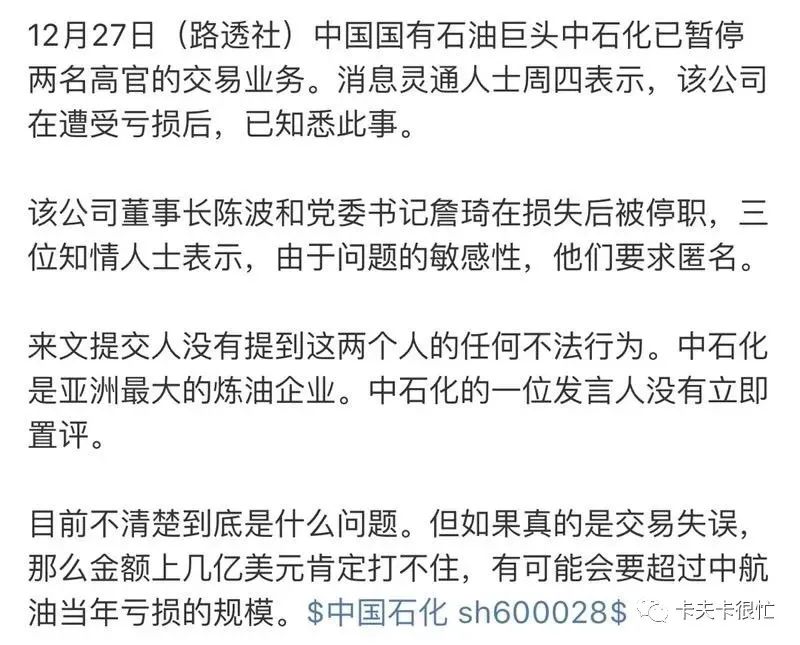 12月27日（路透社）中国国有石油巨头中石化已暂停
两名高官的交易业务。消息灵通人士周四表示，该公司
在遭受亏损后，已知悉此事。
该公司董事长陈波和党委书记詹琦在损失后被停职，三
位知情人士表示，由于问题的敏感性，他们要求匿名。
来文提交人没有提到这两个人的任何不法行为。中石化
是亚洲最大的炼油企业。中石化的一位发言人没有立即
置评。
目前不清楚到底是什么问题。但如果真的是交易失误，
那么金额上几亿美元肯定打不住，有可能会要超过中航
油当年亏损的规模。$中国石化 sh600028$ 卡夫卡很忙